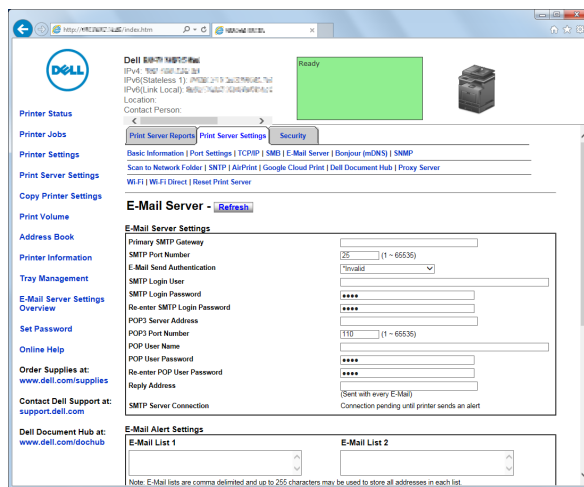 http://
/index.htm
DELL
Dell
IPv4:
IPv6(Stateless 1):
IPv6(Link Local):
Location:
Contact Person:
Ready
Printer Status
Printer Jobs
Printer Settings
Print Server Settings
Copy Printer Settings
Print Volume
Address Book
Printer Information
Tray Management
E-Mail Server Settings
Overview
Set Password
Online Help
Order Supplies at:
www.dell.com/supplies
Contact Dell Support at:
support.dell.com
Dell Document Hub at:
www.dell.com/dochub
Print Server Reports Print Server Settings Security
Basic Information | Port Settings | TCP/IP | SMB | E-Mail Server | Bonjour (mDNS) | SNMP
Scan to Network Folder | SNTP | AirPrint | Google Cloud Print | Dell Document Hub | Proxy Server
Wi-Fi | Wi-Fi Direct | Reset Print Server
E-Mail Server - Refresh
E-Mail Server Settings
Primary SMTP Gateway
SMTP Port Number 25 (1 ~ 65535)
E-Mail Send Authentication *Invalid
SMTP Login User
SMTP Login Password ●●●●
Re-enter SMTP Login Password ●●●●
POP3 Server Address
POP3 Port Number 110 (1 ~ 65535)
POP User Name
POP User Password ●●●●
Re-enter POP User Password ●●●●
Reply Address
(Sent with every E-Mail)
SMTP Server Connection Connection pending until printer sends an alert
E-Mail Alert Settings
E-Mail List 1 E-Mail List 2
Note: E-Mail lists are comma delimited and up to 255 characters may be used to store all addresses in each list.